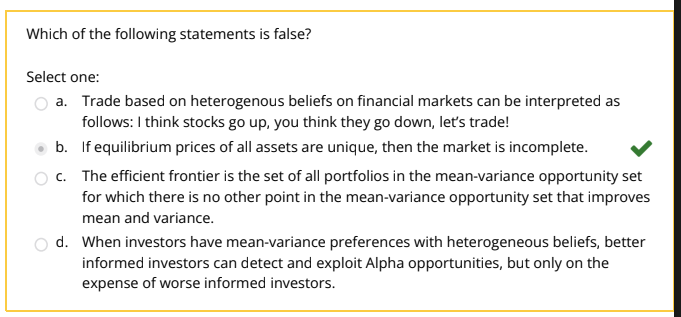 Which of the following statements is false?
Select one:
a. Trade based on heterogenous beliefs on financial markets can be interpreted as
follows: I think stocks go up, you think they go down, let's trade!
b. If equilibrium prices of all assets are unique, then the market is incomplete.
c. The efficient frontier is the set of all portfolios in the mean-variance opportunity set
for which there is no other point in the mean-variance opportunity set that improves
mean and variance.
d. When investors have mean-variance preferences with heterogeneous beliefs, better
informed investors can detect and exploit Alpha opportunities, but only on the
expense of worse informed investors.